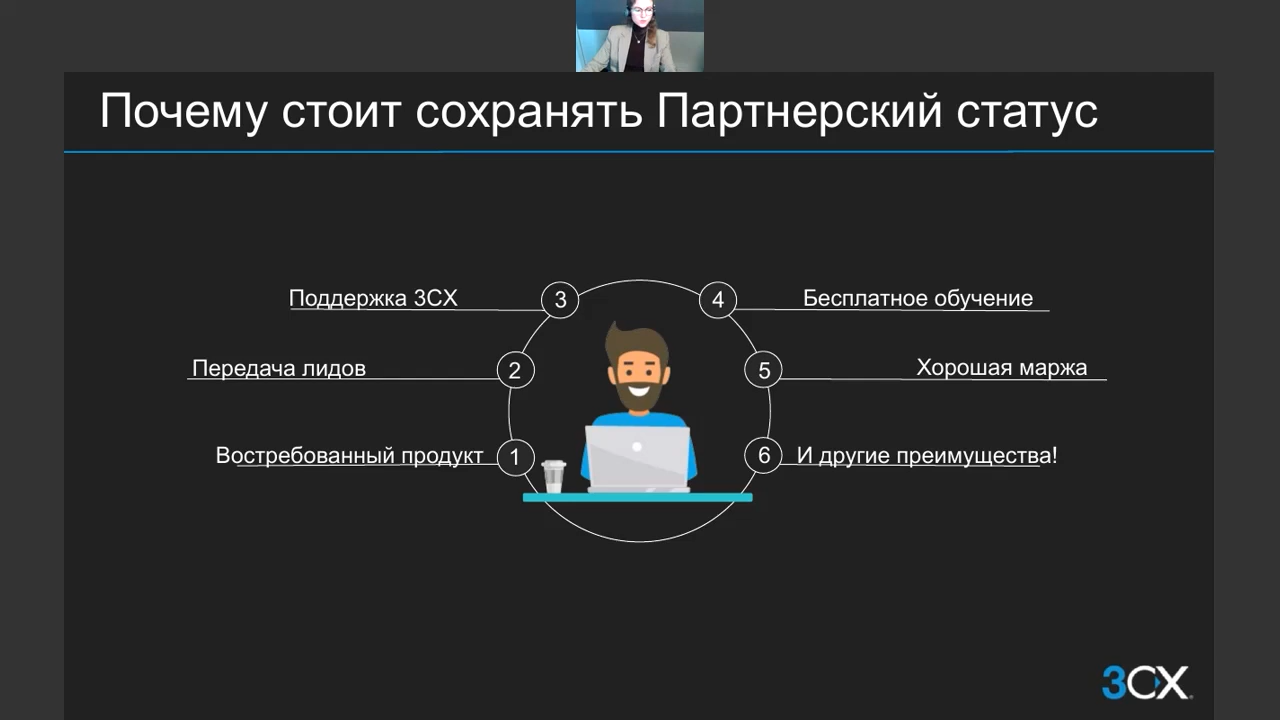 Почему стоит сохранять Партнерский статус
Поддержка 3CX
3
4
Бесплатное обучение
Передача лидов
2
5
Хорошая маржа
Востребованный продукт
1
6
И другие преимущества!
3CX